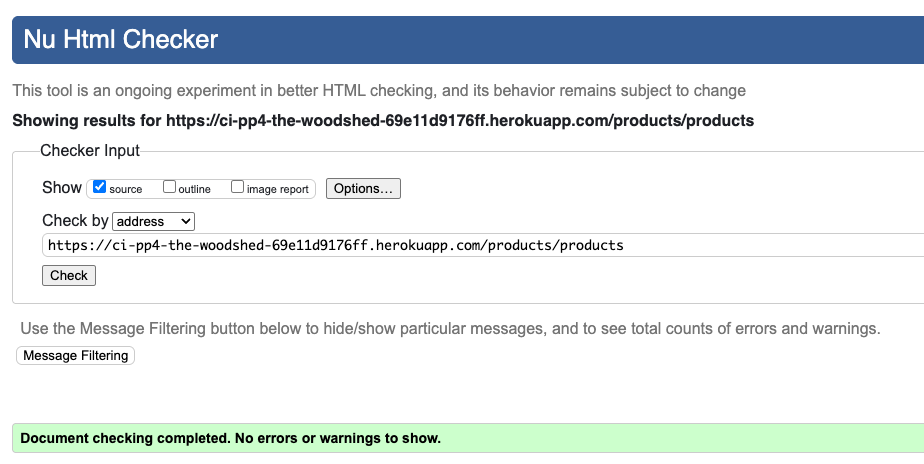 Nu Html Checker
This tool is an ongoing experiment in better HTML checking, and its behavior remains subject to change
Showing results for https://ci-pp4-the-woodshed-69e11d9176ff.herokuapp.com/products/products
Checker Input
Show source outline image report Options...
Check by address
https://ci-pp4-the-woodshed-69e11d9176ff.herokuapp.com/products/products
Check
Use the Message Filtering button below to hide/show particular messages, and to see total counts of errors and warnings.
Message Filtering
Document checking completed. No errors or warnings to show.